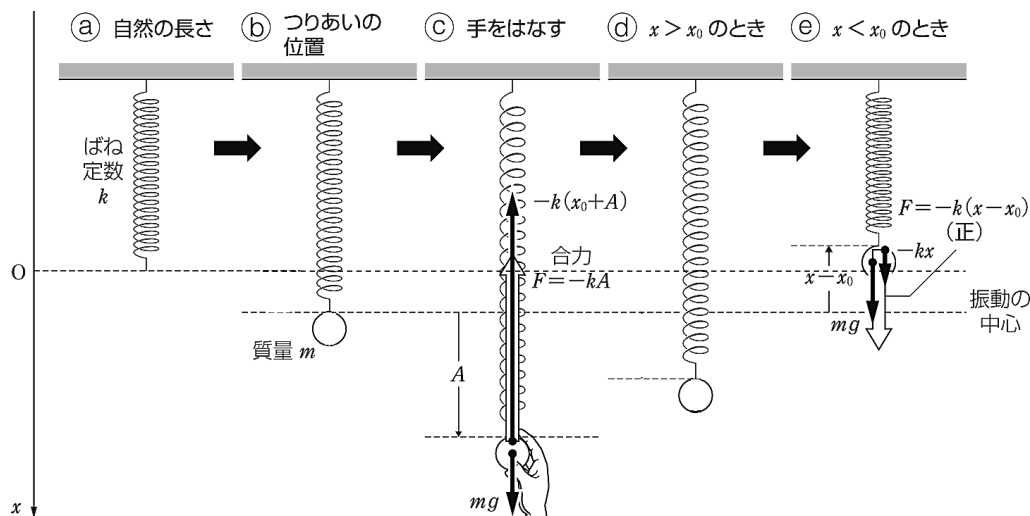 ⓐ 自然の長さ
ⓑ つりあいの
位置
ⓒ 手をはなす
ⓓ x > x₀ のとき
ⓔ x < x₀ のとき
ばね
定数
k
−k(x₀+A)
合力
F=−kA
F=−k(x−x₀)
(正)
−kx
x−x₀
O
mg
振動の
中心
質量 m
A
mg
x